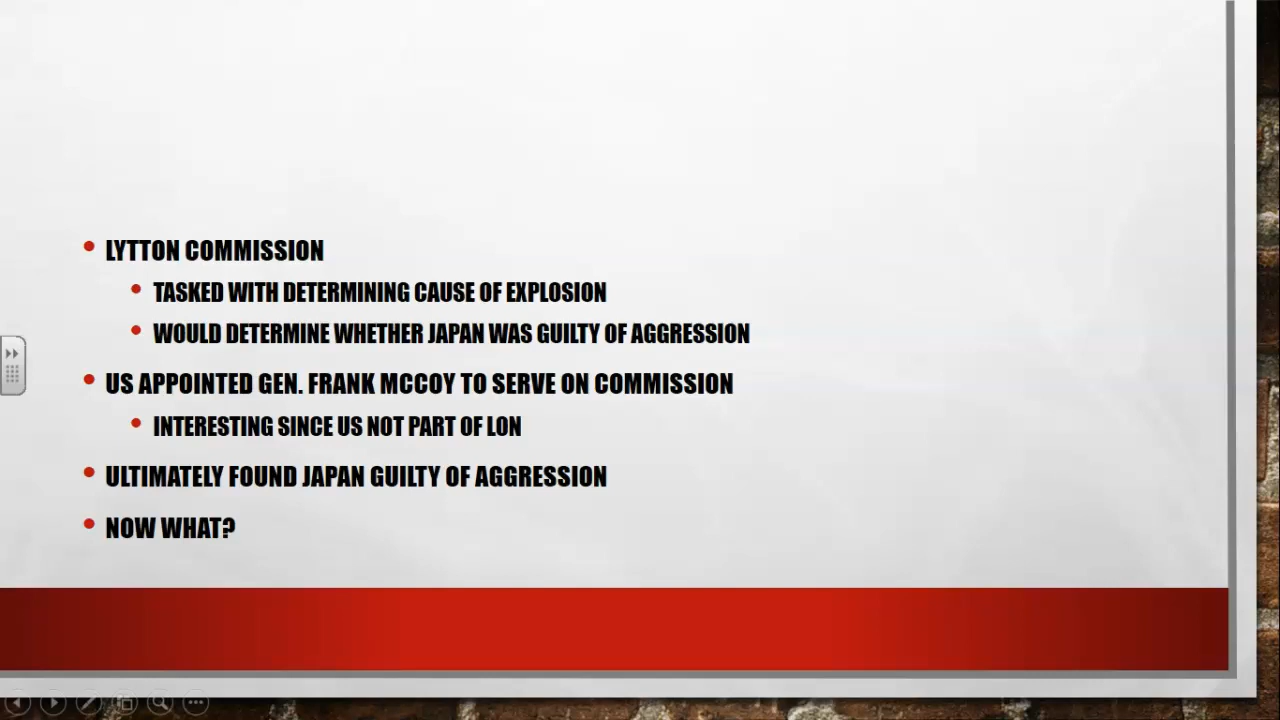 LYTTON COMMISSION
TASKED WITH DETERMINING CAUSE OF EXPLOSION
WOULD DETERMINE WHETHER JAPAN WAS GUILTY OF AGGRESSION
US APPOINTED GEN. FRANK MCCOY TO SERVE ON COMMISSION
INTERESTING SINCE US NOT PART OF LON
ULTIMATELY FOUND JAPAN GUILTY OF AGGRESSION
NOW WHAT?